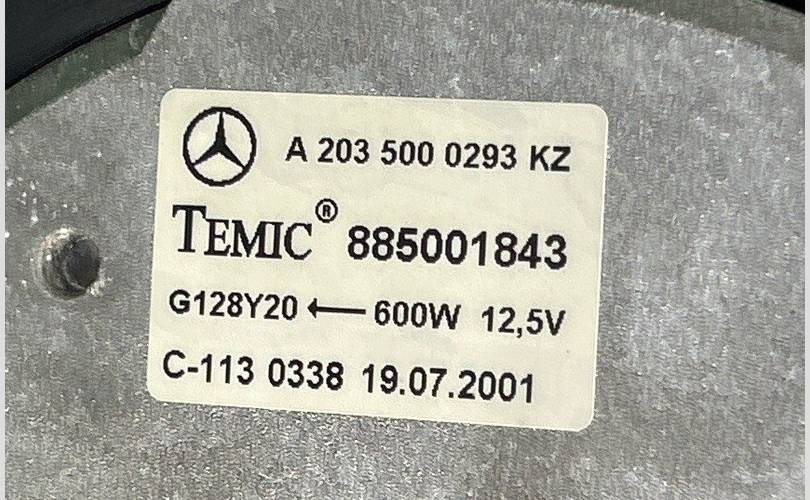 A 203 500 0293 KZ
TEMIC® 885001843
G128Y20 ← 600W 12,5V
C-113 0338 19.07.2001